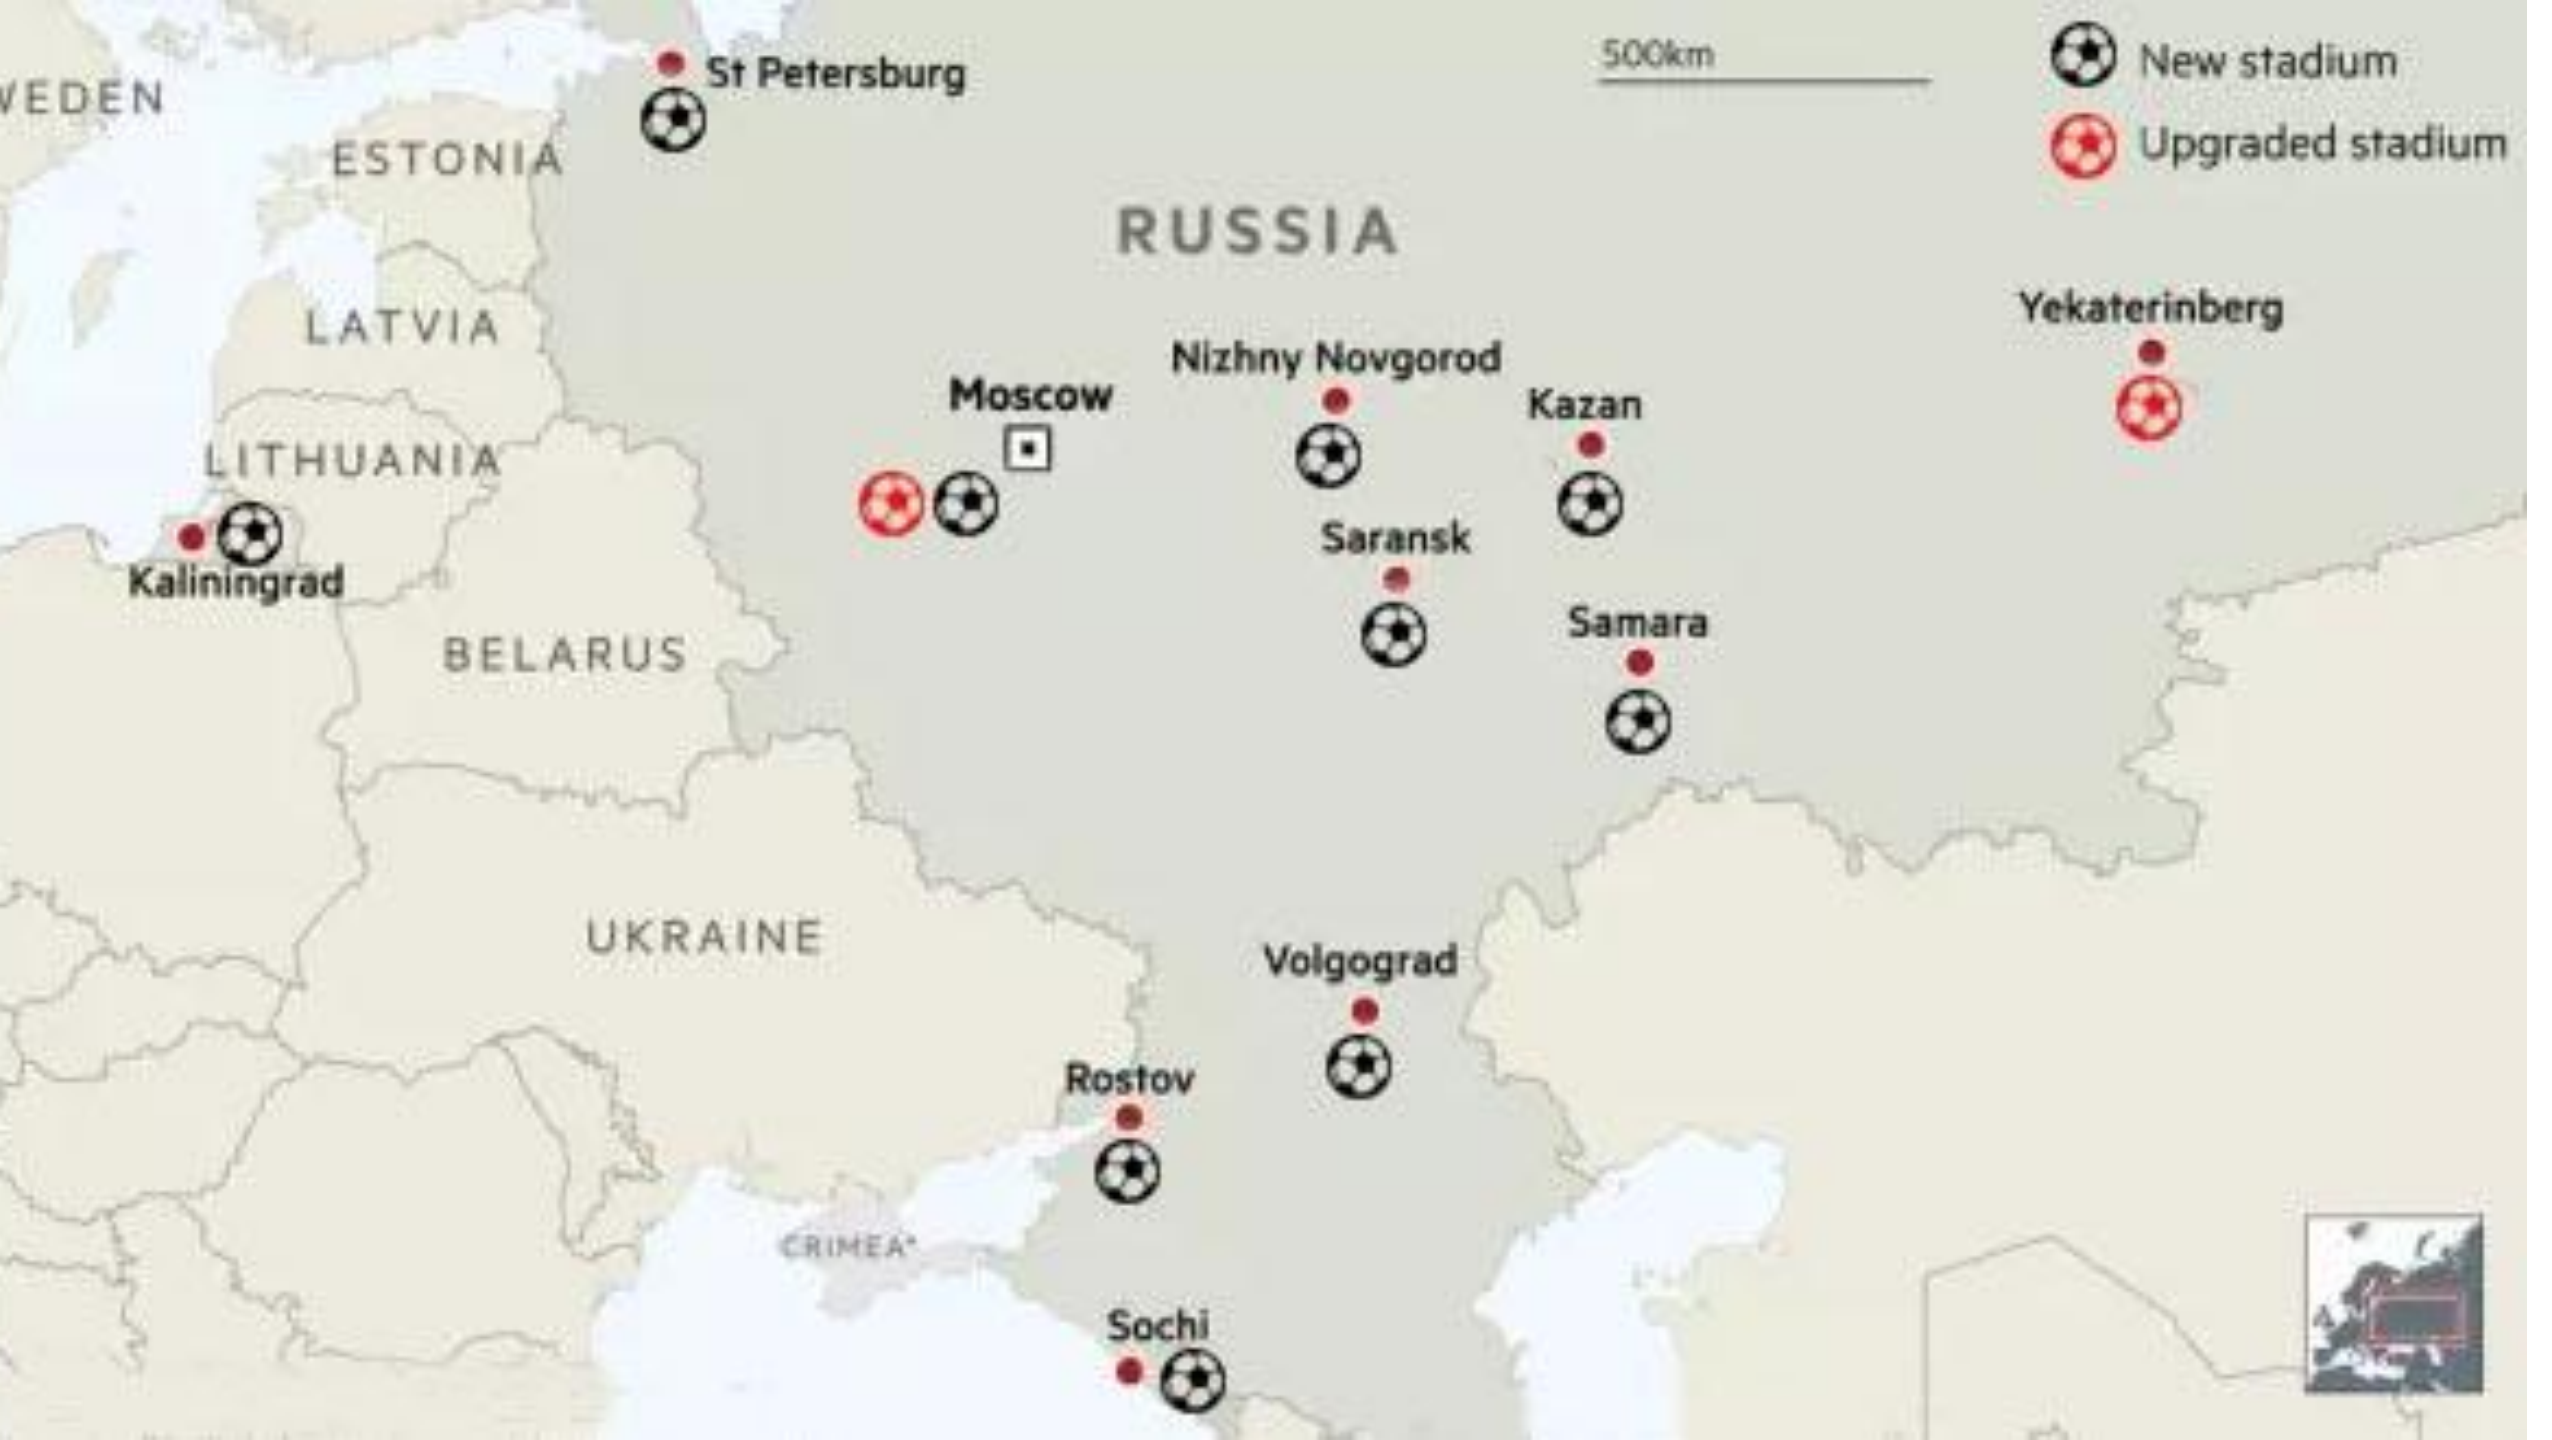 St Petersburg
500km
New stadium
Upgraded stadium
WEDEN
ESTONIA
RUSSIA
LATVIA
Yekaterinberg
Nizhny Novgorod
Moscow
Kazan
LITHUANIA
Saransk
Kaliningrad
Samara
BELARUS
UKRAINE
Volgograd
Rostov
CRIMEA*
Sochi